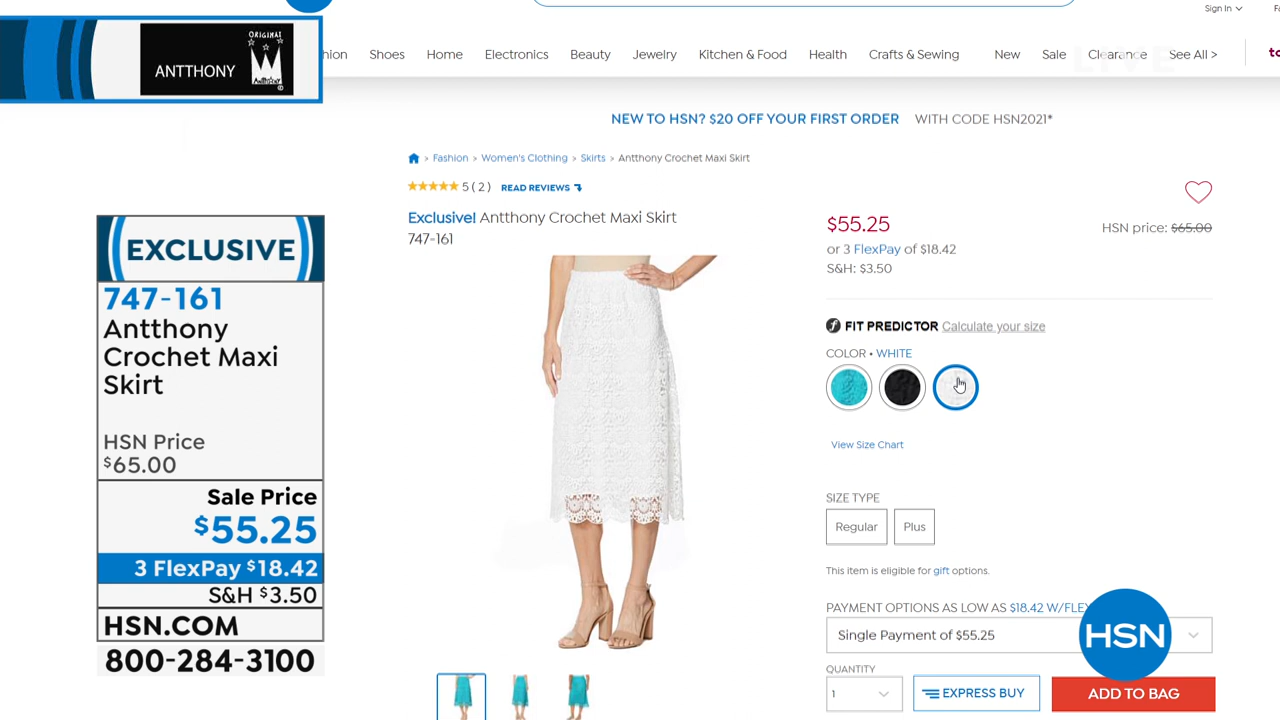 Sign In
ORIGINAL
ANTTHONY
Antthony
hion Shoes Home Electronics Beauty Jewelry Kitchen & Food Health Crafts & Sewing New Sale Clearance See All >
LIVE
NEW TO HSN? $20 OFF YOUR FIRST ORDER WITH CODE HSN2021*
> Fashion > Women's Clothing > Skirts > Antthony Crochet Maxi Skirt
5 ( 2 ) READ REVIEWS
Exclusive! Antthony Crochet Maxi Skirt
747-161
$55.25
HSN price: $65.00
or 3 FlexPay of $18.42
S&H: $3.50
FIT PREDICTOR Calculate your size
COLOR • WHITE
View Size Chart
SIZE TYPE
Regular Plus
This item is eligible for gift options.
PAYMENT OPTIONS AS LOW AS $18.42 W/FLEX
Single Payment of $55.25
QUANTITY
1
EXPRESS BUY
ADD TO BAG
HSN
EXCLUSIVE
747-161
Antthony
Crochet Maxi
Skirt
HSN Price
$65.00
Sale Price
$55.25
3 FlexPay $18.42
S&H $3.50
HSN.COM
800-284-3100